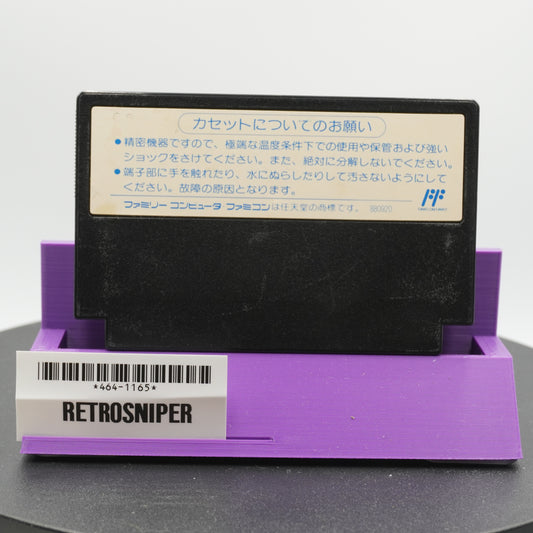 カセットについてのお願い
●精密機器ですので、極端な温度条件下での使用や保管および強い
ショックをさけてください。また、絶対に分解しないでください。
●端子部に手を触れたり、水にぬらしたりして汚さないようにして
ください。故障の原因となります。
ファミリー コンピュータ ファミコンは任天堂の商標です。 880920
FF
*464-1165*
RETROSNIPER